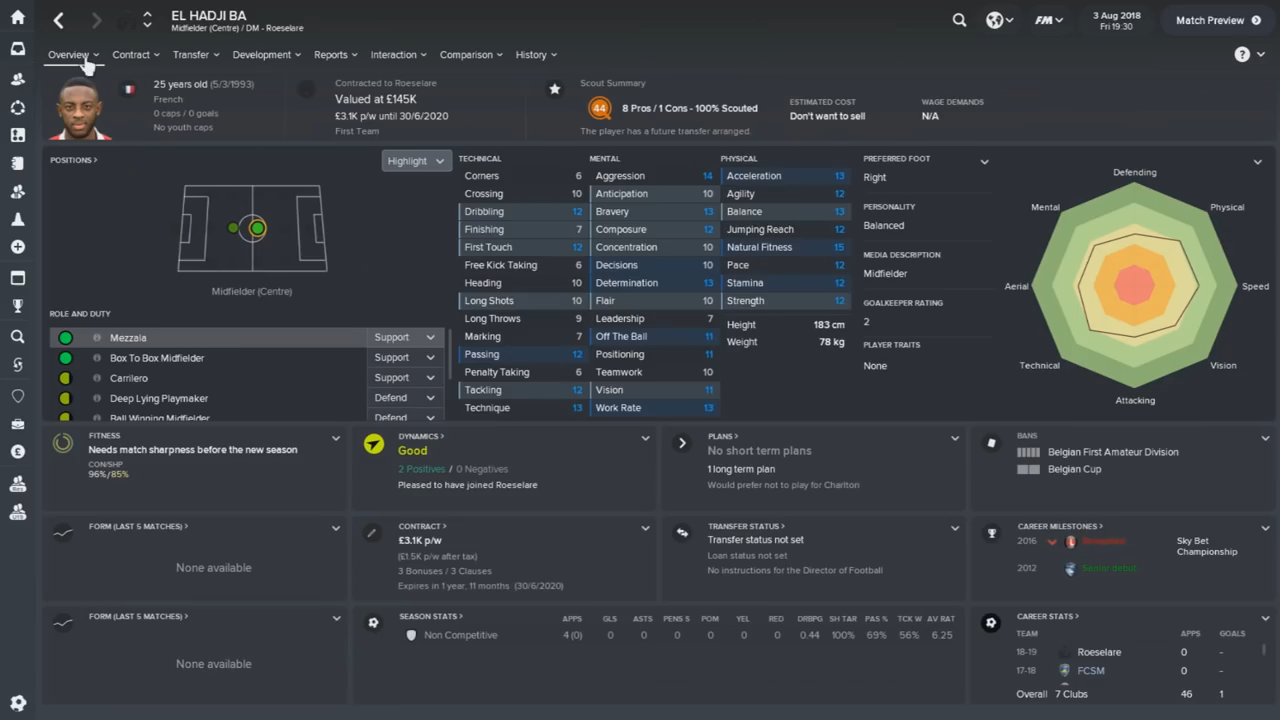 EL HADJI BA
Midfielder (Centre) / DM - Roeselare
FM
3 Aug 2018
Fri 19:30
Match Preview
Overview
Contract
Transfer
Development
Reports
Interaction
Comparison
History
?
25 years old (5/3/1993)
French
0 caps / 0 goals
No youth caps
Contracted to Roeselare
Valued at £145K
£3.1K p/w until 30/6/2020
First Team
Scout Summary
44
8 Pros / 1 Cons - 100% Scouted
The player has a future transfer arranged.
ESTIMATED COST
Don't want to sell
WAGE DEMANDS
N/A
POSITIONS >
Highlight
Midfielder (Centre)
ROLE AND DUTY
Mezzala Support
Box To Box Midfielder Support
Carrilero Support
Deep Lying Playmaker Defend
Ball Winning Midfielder Defend
TECHNICAL
Corners 6
Crossing 10
Dribbling 12
Finishing 7
First Touch 12
Free Kick Taking 6
Heading 10
Long Shots 10
Long Throws 9
Marking 7
Passing 12
Penalty Taking 6
Tackling 12
Technique 13
MENTAL
Aggression 14
Anticipation 10
Bravery 13
Composure 12
Concentration 10
Decisions 10
Determination 13
Flair 10
Leadership 7
Off The Ball 11
Positioning 11
Teamwork 10
Vision 11
Work Rate 13
PHYSICAL
Acceleration 13
Agility 12
Balance 13
Jumping Reach 12
Natural Fitness 15
Pace 12
Stamina 12
Strength 12
Height 183 cm
Weight 78 kg
PREFERRED FOOT
Right
PERSONALITY
Balanced
MEDIA DESCRIPTION
Midfielder
GOALKEEPER RATING
2
PLAYER TRAITS
None
Defending
Physical
Speed
Vision
Attacking
Technical
Aerial
Mental
FITNESS
Needs match sharpness before the new season
CON/SHP
96%/85%
DYNAMICS >
Good
2 Positives / 0 Negatives
Pleased to have joined Roeselare
PLANS >
No short term plans
1 long term plan
Would prefer not to play for Charlton
BANS
Belgian First Amateur Division
Belgian Cup
FORM (LAST 5 MATCHES) >
None available
CONTRACT >
£3.1K p/w
(£1.5K p/w after tax)
3 Bonuses / 3 Clauses
Expires in 1 year, 11 months (30/6/2020)
TRANSFER STATUS >
Transfer status not set
Loan status not set
No instructions for the Director of Football
CAREER MILESTONES >
2016 Sky Bet
Championship
2012 Senior debut
FORM (LAST 5 MATCHES) >
None available
SEASON STATS > APPS GLS ASTS PENS S POM YEL RED DRBPG SH TAR PAS % TCK W AV RAT
Non Competitive 4 (0) 0 0 0 0 0 0 0.44 100% 69% 56% 6.25
CAREER STATS >
TEAM APPS GOALS
18-19 Roeselare 0 -
17-18 FCSM 0 -
Overall 7 Clubs 46 1